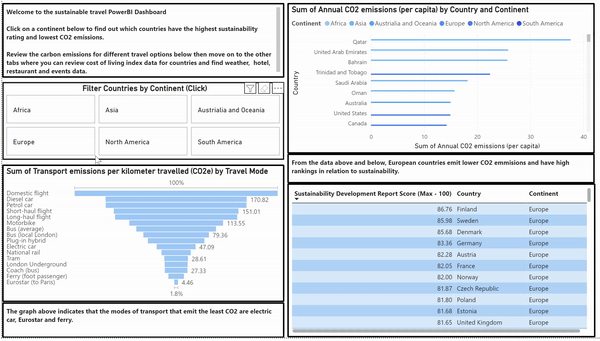 Welcome to the sustainable travel PowerBI Dashboard
Click on a continent below to find out which countries have the highest sustainability
rating and lowest CO2 emissions.
Review the carbon emissions for different travel options below then move on to the other
tabs where you can review cost of living index data for countries and find weather, hotel,
restaurant and events data.
Filter Countries by Continent (Click)
Africa
Asia
Australia and Oceania
Europe
North America
South America
Sum of Transport emissions per kilometer travelled (CO2e) by Travel Mode
100%
Domestic flight
Diesel car 170.82
Petrol car
Short-haul flight 151.01
Long-haul flight
Motorbike 113.55
Bus (average)
Bus (local London) 79.36
Plug-in hybrid
Electric car 47.09
National rail
Tram 28.61
London Underground
Coach (bus) 27.33
Ferry (foot passenger)
Eurostar (to Paris) 4.46
1.8%
The graph above indicates that the modes of transport that emit the least CO2 are electric
car, Eurostar and ferry.
Sum of Annual CO2 emissions (per capita) by Country and Continent
Continent Africa Asia Australia and Oceania Europe North America South America
Country
Qatar
United Arab Emirates
Bahrain
Trinidad and Tobago
Saudi Arabia
Oman
Australia
United States
Canada
0 10 20 30 40
Sum of Annual CO2 emissions (per capita)
From the data above and below, European countries emit lower CO2 emmisions and have high
rankings in relation to sustainability.
Sustainability Development Report Score (Max - 100) Country Continent
86.76 Finland Europe
85.98 Sweden Europe
85.68 Denmark Europe
83.36 Germany Europe
82.28 Austria Europe
82.05 France Europe
82.00 Norway Europe
81.87 Czech Republic Europe
81.80 Poland Europe
81.68 Estonia Europe
81.65 United Kingdom Europe